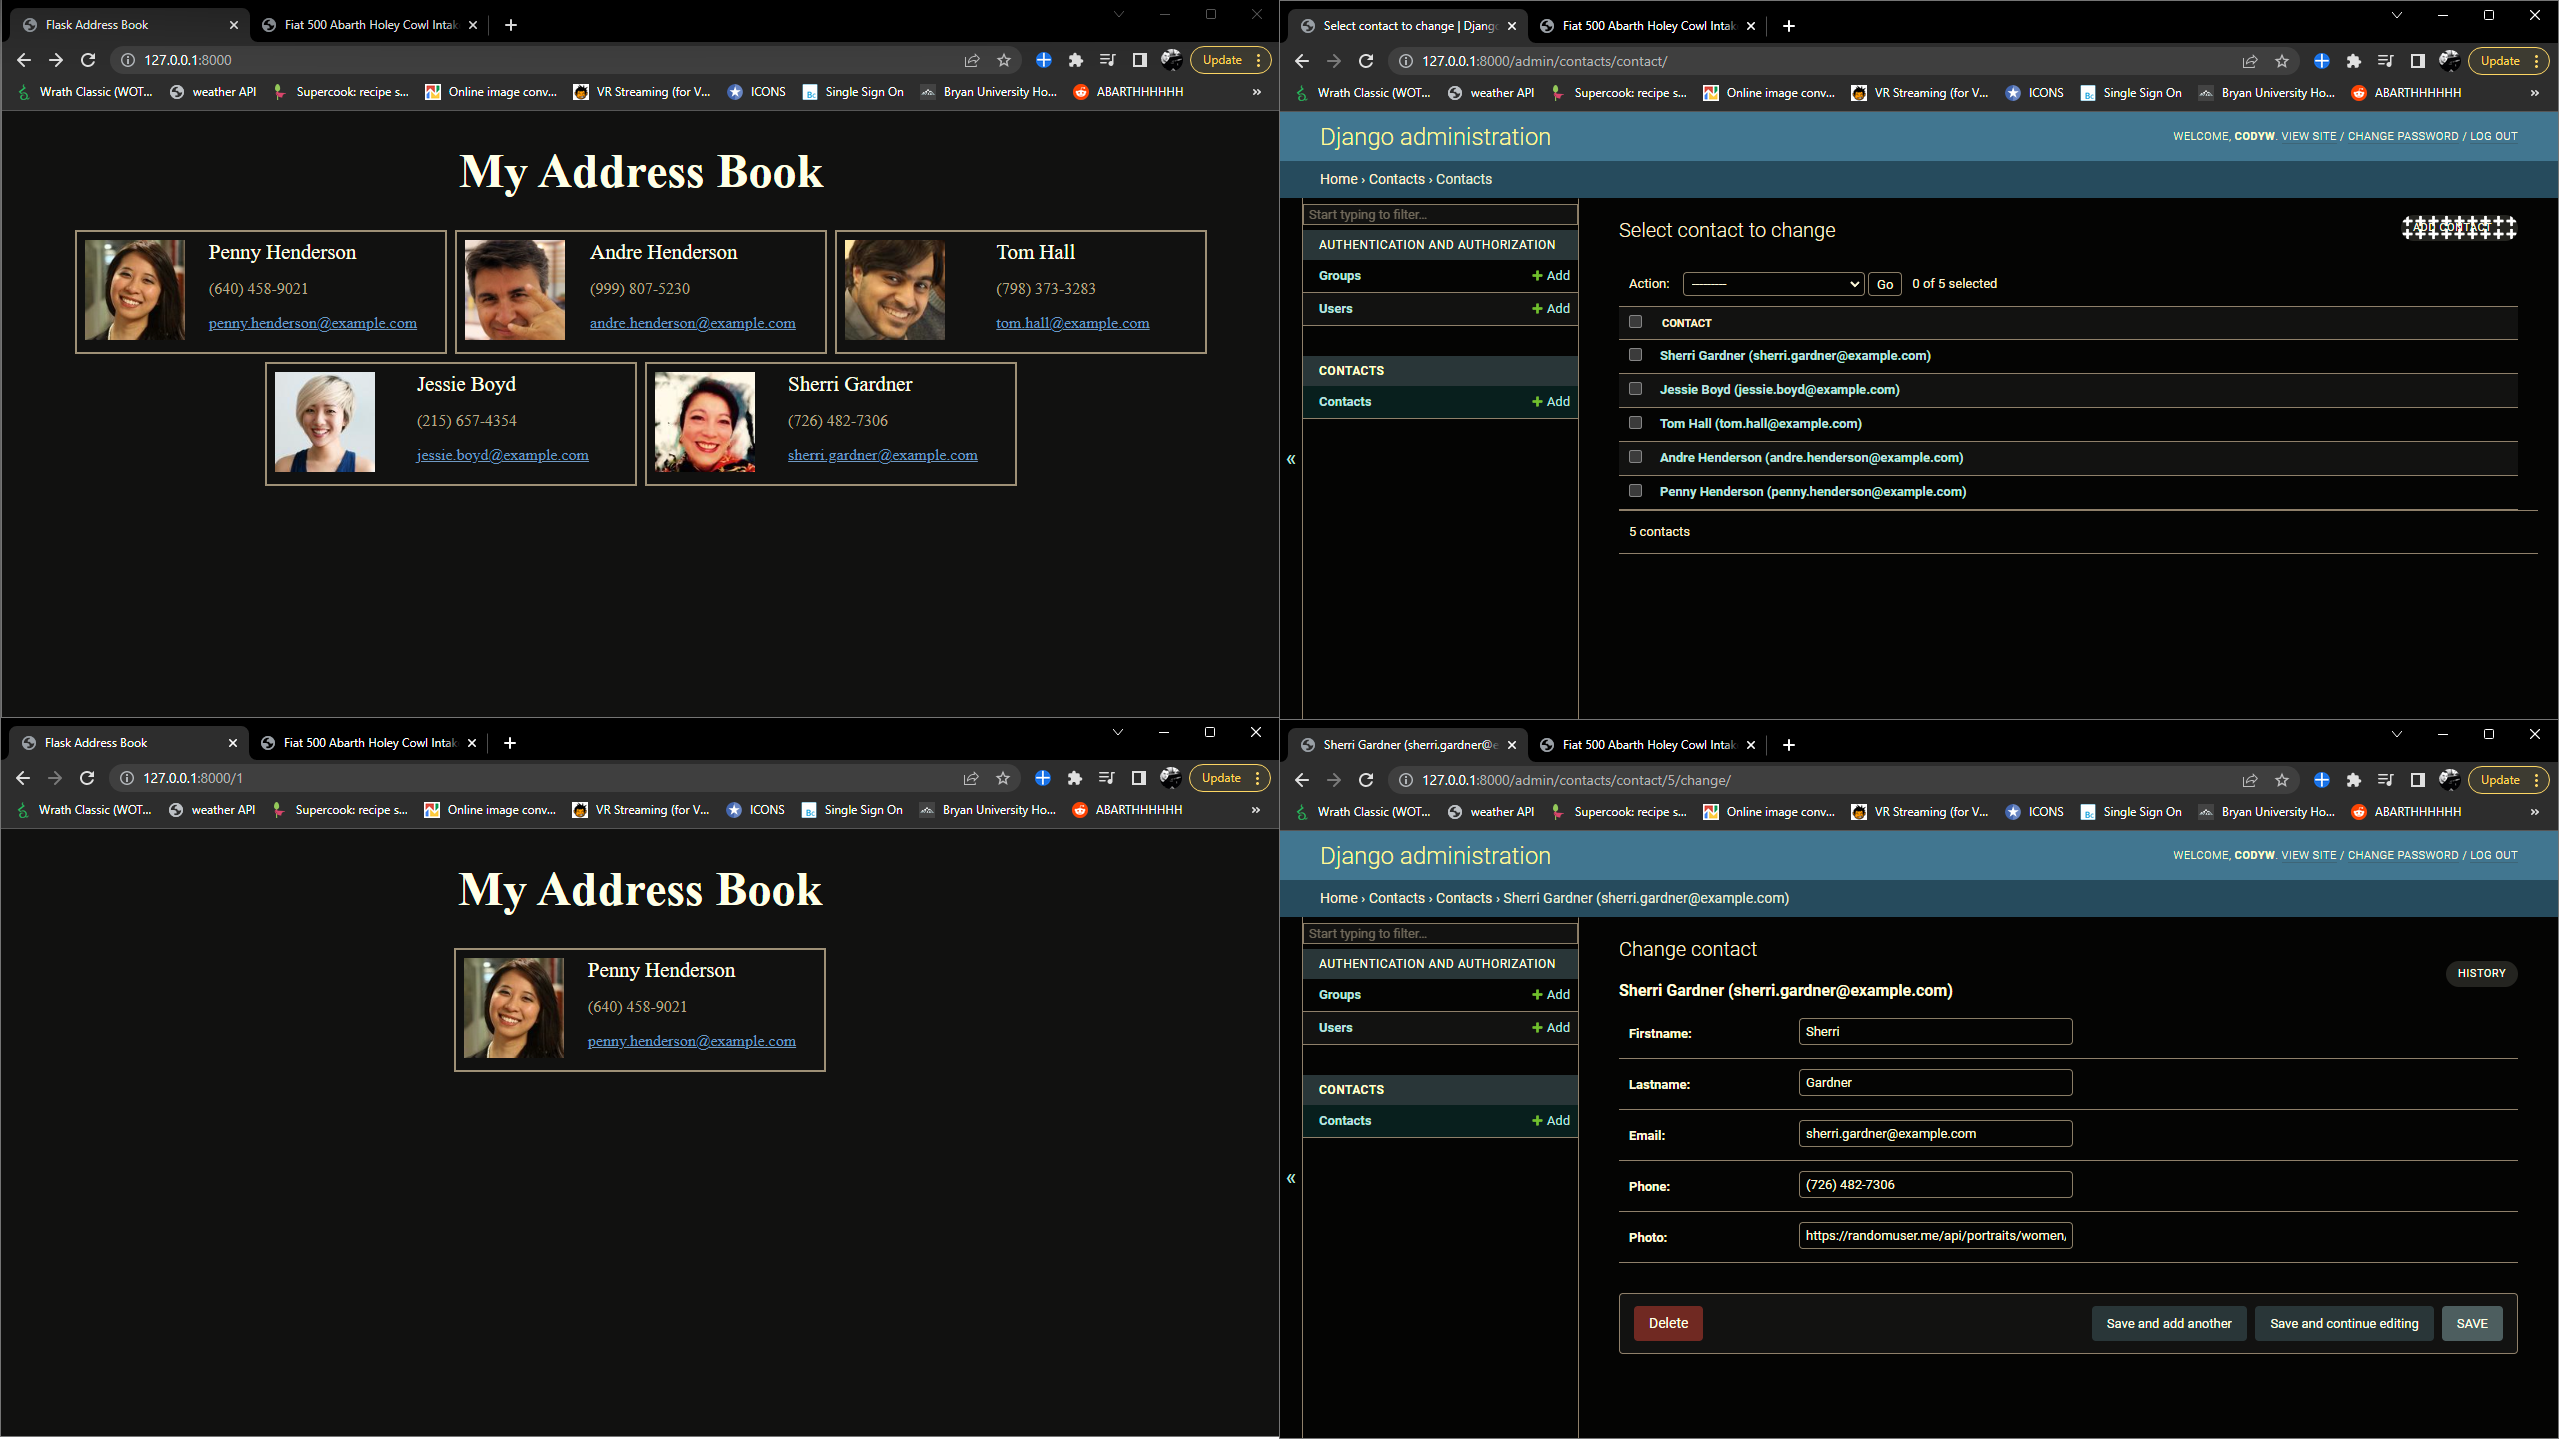 Flask Address Book
Fiat 500 Abarth Holey Cowl Intak
127.0.0.1:8000
Update
Wrath Classic (WOT...
weather API
Supercook: recipe s...
Online image conv...
VR Streaming (for V...
ICONS
Single Sign On
Bryan University Ho...
ABARTHHHHHH
My Address Book
Penny Henderson
(640) 458-9021
penny.henderson@example.com
Andre Henderson
(999) 807-5230
andre.henderson@example.com
Tom Hall
(798) 373-3283
tom.hall@example.com
Jessie Boyd
(215) 657-4354
jessie.boyd@example.com
Sherri Gardner
(726) 482-7306
sherri.gardner@example.com
Select contact to change | Django
Fiat 500 Abarth Holey Cowl Intak
127.0.0.1:8000/admin/contacts/contact/
Update
Wrath Classic (WOT...
weather API
Supercook: recipe s...
Online image conv...
VR Streaming (for V...
ICONS
Single Sign On
Bryan University Ho...
ABARTHHHHHH
Django administration
WELCOME, CODYW. VIEW SITE / CHANGE PASSWORD / LOG OUT
Home › Contacts › Contacts
Start typing to filter...
AUTHENTICATION AND AUTHORIZATION
Groups
+ Add
Users
+ Add
CONTACTS
Contacts
+ Add
«
Select contact to change
ADD CONTACT
Action:
---------
Go
0 of 5 selected
CONTACT
Sherri Gardner (sherri.gardner@example.com)
Jessie Boyd (jessie.boyd@example.com)
Tom Hall (tom.hall@example.com)
Andre Henderson (andre.henderson@example.com)
Penny Henderson (penny.henderson@example.com)
5 contacts
Flask Address Book
Fiat 500 Abarth Holey Cowl Intak
127.0.0.1:8000/1
Update
Wrath Classic (WOT...
weather API
Supercook: recipe s...
Online image conv...
VR Streaming (for V...
ICONS
Single Sign On
Bryan University Ho...
ABARTHHHHHH
My Address Book
Penny Henderson
(640) 458-9021
penny.henderson@example.com
Sherri Gardner (sherri.gardner@e
Fiat 500 Abarth Holey Cowl Intak
127.0.0.1:8000/admin/contacts/contact/5/change/
Update
Wrath Classic (WOT...
weather API
Supercook: recipe s...
Online image conv...
VR Streaming (for V...
ICONS
Single Sign On
Bryan University Ho...
ABARTHHHHHH
Django administration
WELCOME, CODYW. VIEW SITE / CHANGE PASSWORD / LOG OUT
Home › Contacts › Contacts › Sherri Gardner (sherri.gardner@example.com)
Start typing to filter...
AUTHENTICATION AND AUTHORIZATION
Groups
+ Add
Users
+ Add
CONTACTS
Contacts
+ Add
«
Change contact
HISTORY
Sherri Gardner (sherri.gardner@example.com)
Firstname:
Sherri
Lastname:
Gardner
Email:
sherri.gardner@example.com
Phone:
(726) 482-7306
Photo:
https://randomuser.me/api/portraits/women/
Delete
Save and add another
Save and continue editing
SAVE